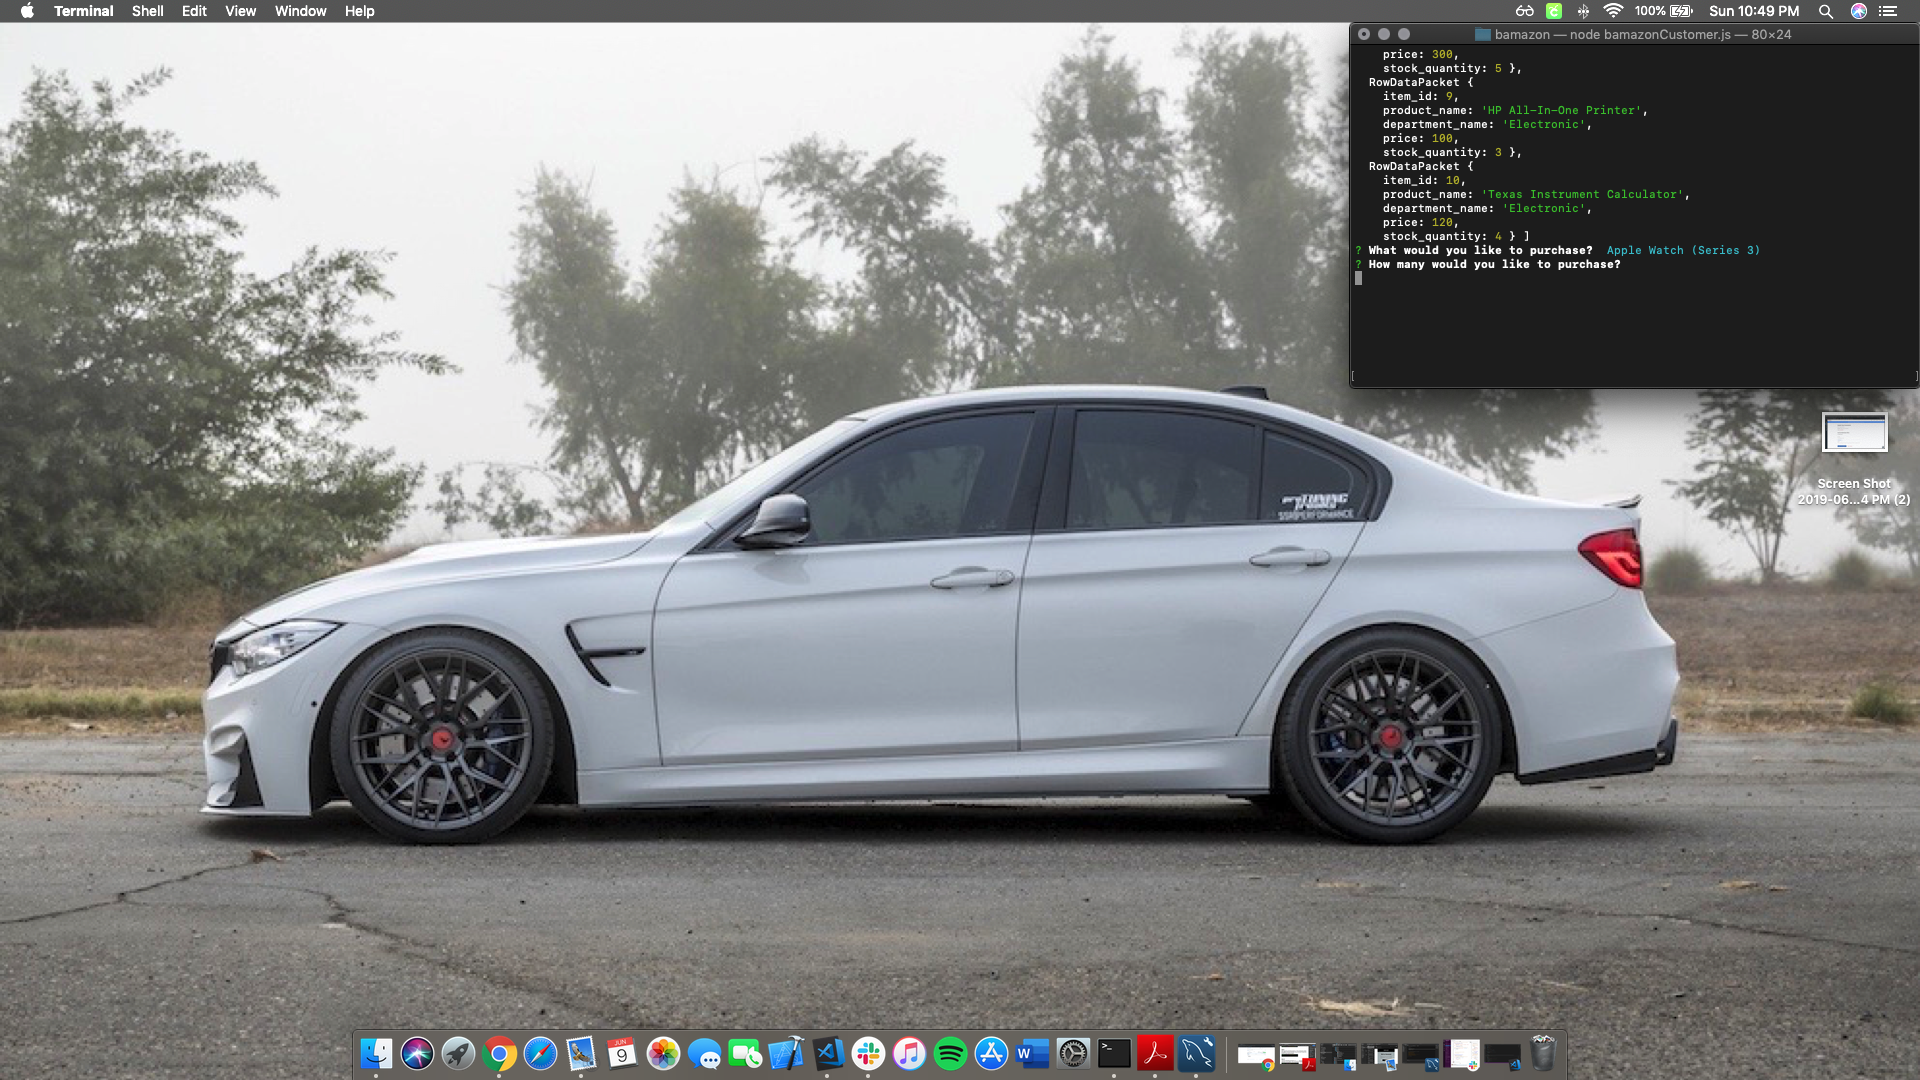 Terminal Shell Edit View Window Help
100% Sun 10:49 PM
bamazon — node bamazonCustomer.js — 80×24
price: 300,
stock_quantity: 5 },
RowDataPacket {
item_id: 9,
product_name: 'HP All-In-One Printer',
department_name: 'Electronic',
price: 100,
stock_quantity: 3 },
RowDataPacket {
item_id: 10,
product_name: 'Texas Instrument Calculator',
department_name: 'Electronic',
price: 120,
stock_quantity: 4 } ]
? What would you like to purchase? Apple Watch (Series 3)
? How many would you like to purchase?
[ ]
Screen Shot
2019-06...4 PM (2)
TUNING
PERFORMANCE
JUN
9
W
>_